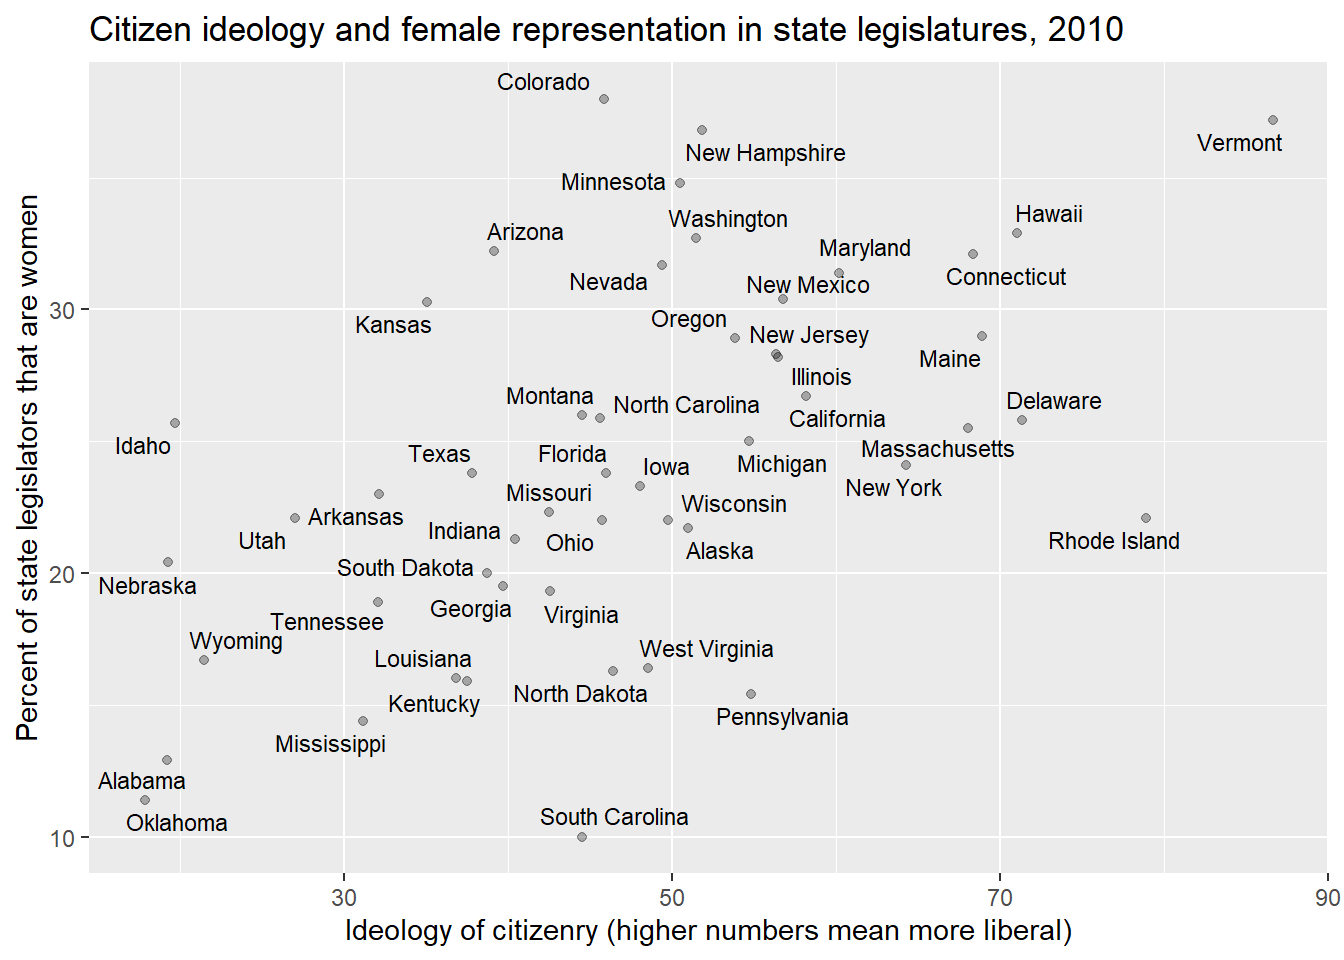 Citizen ideology and female representation in state legislatures, 2010
Colorado
Vermont
New Hampshire
Minnesota
Hawaii
Washington
Arizona
Maryland
Connecticut
Nevada
New Mexico
30
Oregon
Kansas
New Jersey
Maine
Illinois
Montana
North Carolina
Delaware
California
Idaho
Massachusetts
Texas
Florida
Iowa
Michigan
New York
Missouri
Wisconsin
Arkansas
Indiana
Utah
Ohio
Rhode Island
Alaska
South Dakota
20
Nebraska
Georgia
Virginia
Tennessee
Wyoming
West Virginia
Louisiana
North Dakota
Kentucky
Pennsylvania
Mississippi
Alabama
South Carolina
Oklahoma
10
Percent of state legislators that are women
30 50 70 90
Ideology of citizenry (higher numbers mean more liberal)